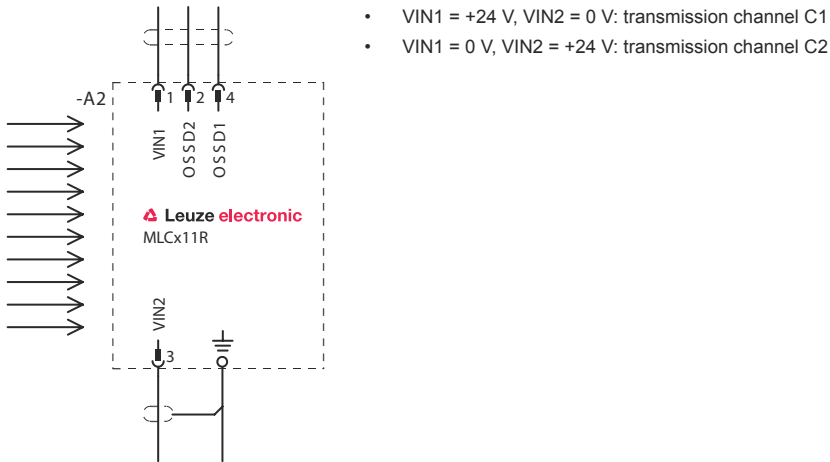 • VIN1 = +24 V, VIN2 = 0 V: transmission channel C1
• VIN1 = 0 V, VIN2 = +24 V: transmission channel C2
-A2
1 2 4
VIN1 OSSD2 OSSD1
Leuze electronic
MLCx11R
VIN2
3